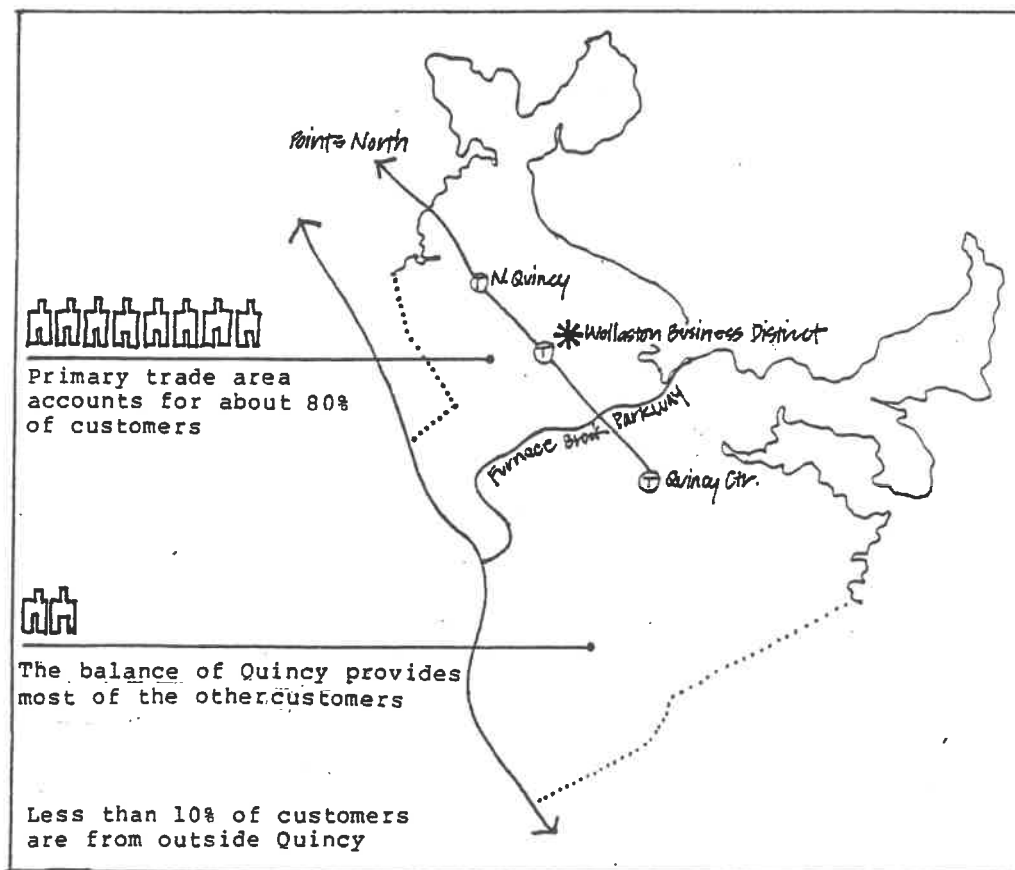 Points North
N. Quincy
Wollaston Business District
Primary trade area
accounts for about 80%
of customers
Furnace Brook Parkway
Quincy Ctr.
The balance of Quincy provides
most of the other customers
Less than 10% of customers
are from outside Quincy
T
T
T